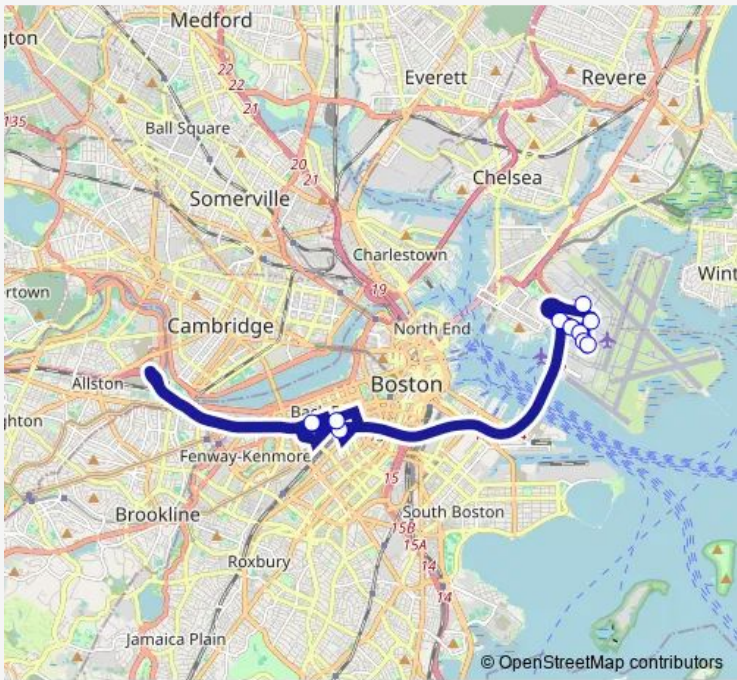 Medford
gton
22
22
Everett
Revere
21
135
Ball Square
20
21
Chelsea
Somerville
Charlestown
Wint
ertown
19
Cambridge
North End
Allston
Boston
ghton
Fenway-Kenmore
15
Brookline
South Boston
15B
15A
Roxbury
14
14
Jamaica Plain
© OpenStreetMap contributors